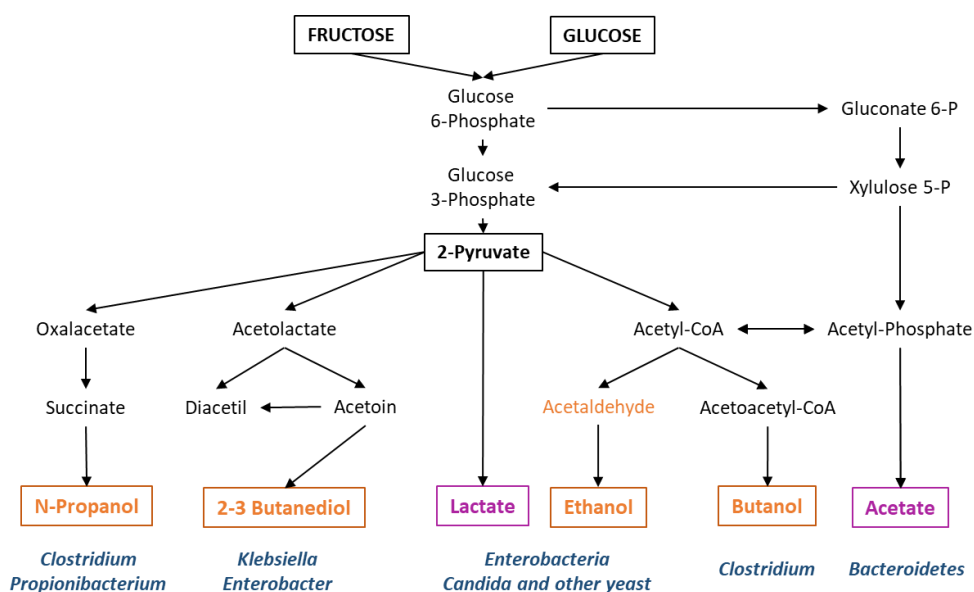 FRUCTOSE
GLUCOSE
Glucose
6-Phosphate
Gluconate 6-P
Glucose
3-Phosphate
Xylulose 5-P
2-Pyruvate
Oxalacetate
Acetolactate
Acetyl-CoA
Acetyl-Phosphate
Succinate
Diacetil
Acetoin
Acetaldehyde
Acetoacetyl-CoA
N-Propanol
2-3 Butanediol
Lactate
Ethanol
Butanol
Acetate
Clostridium
Propionibacterium
Klebsiella
Enterobacter
Enterobacteria
Candida and other yeast
Clostridium
Bacteroidetes